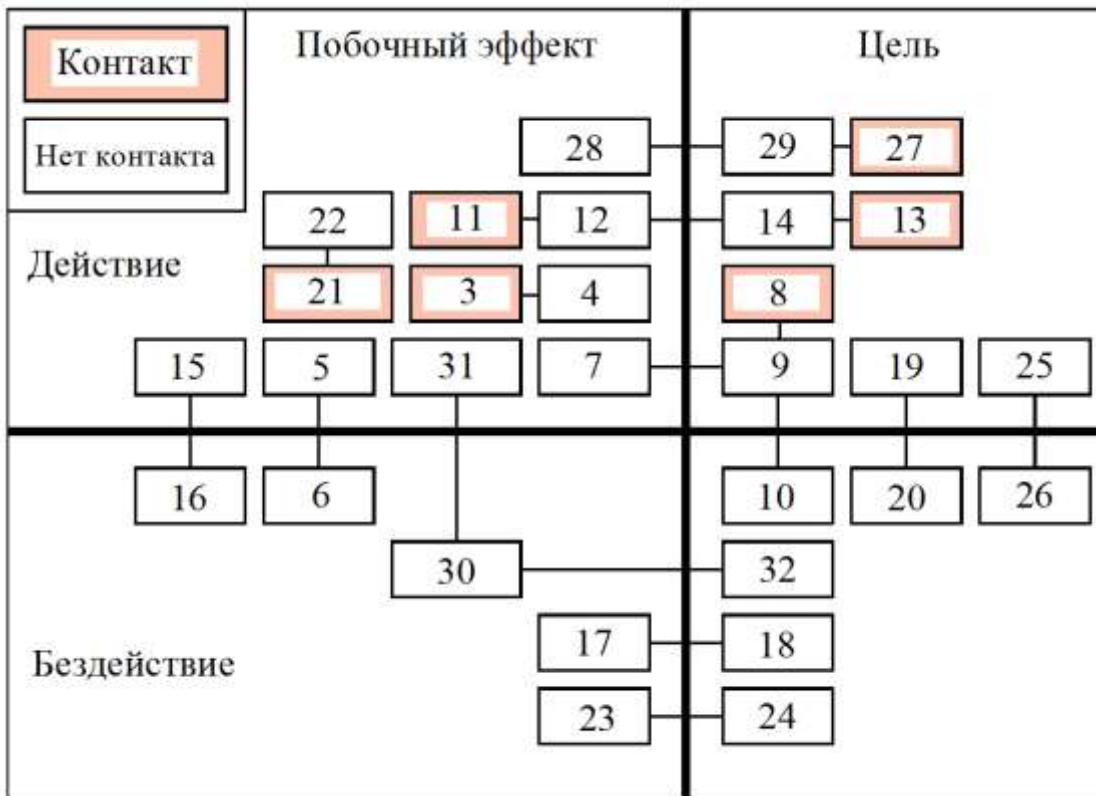 Контакт
Нет контакта
Побочный эффект
Цель
28 29 27
22 11 12 14 13
Действие
21 3 4 8
15 5 31 7 9 19 25
16 6 10 20 26
30 32
17 18
Бездействие
23 24